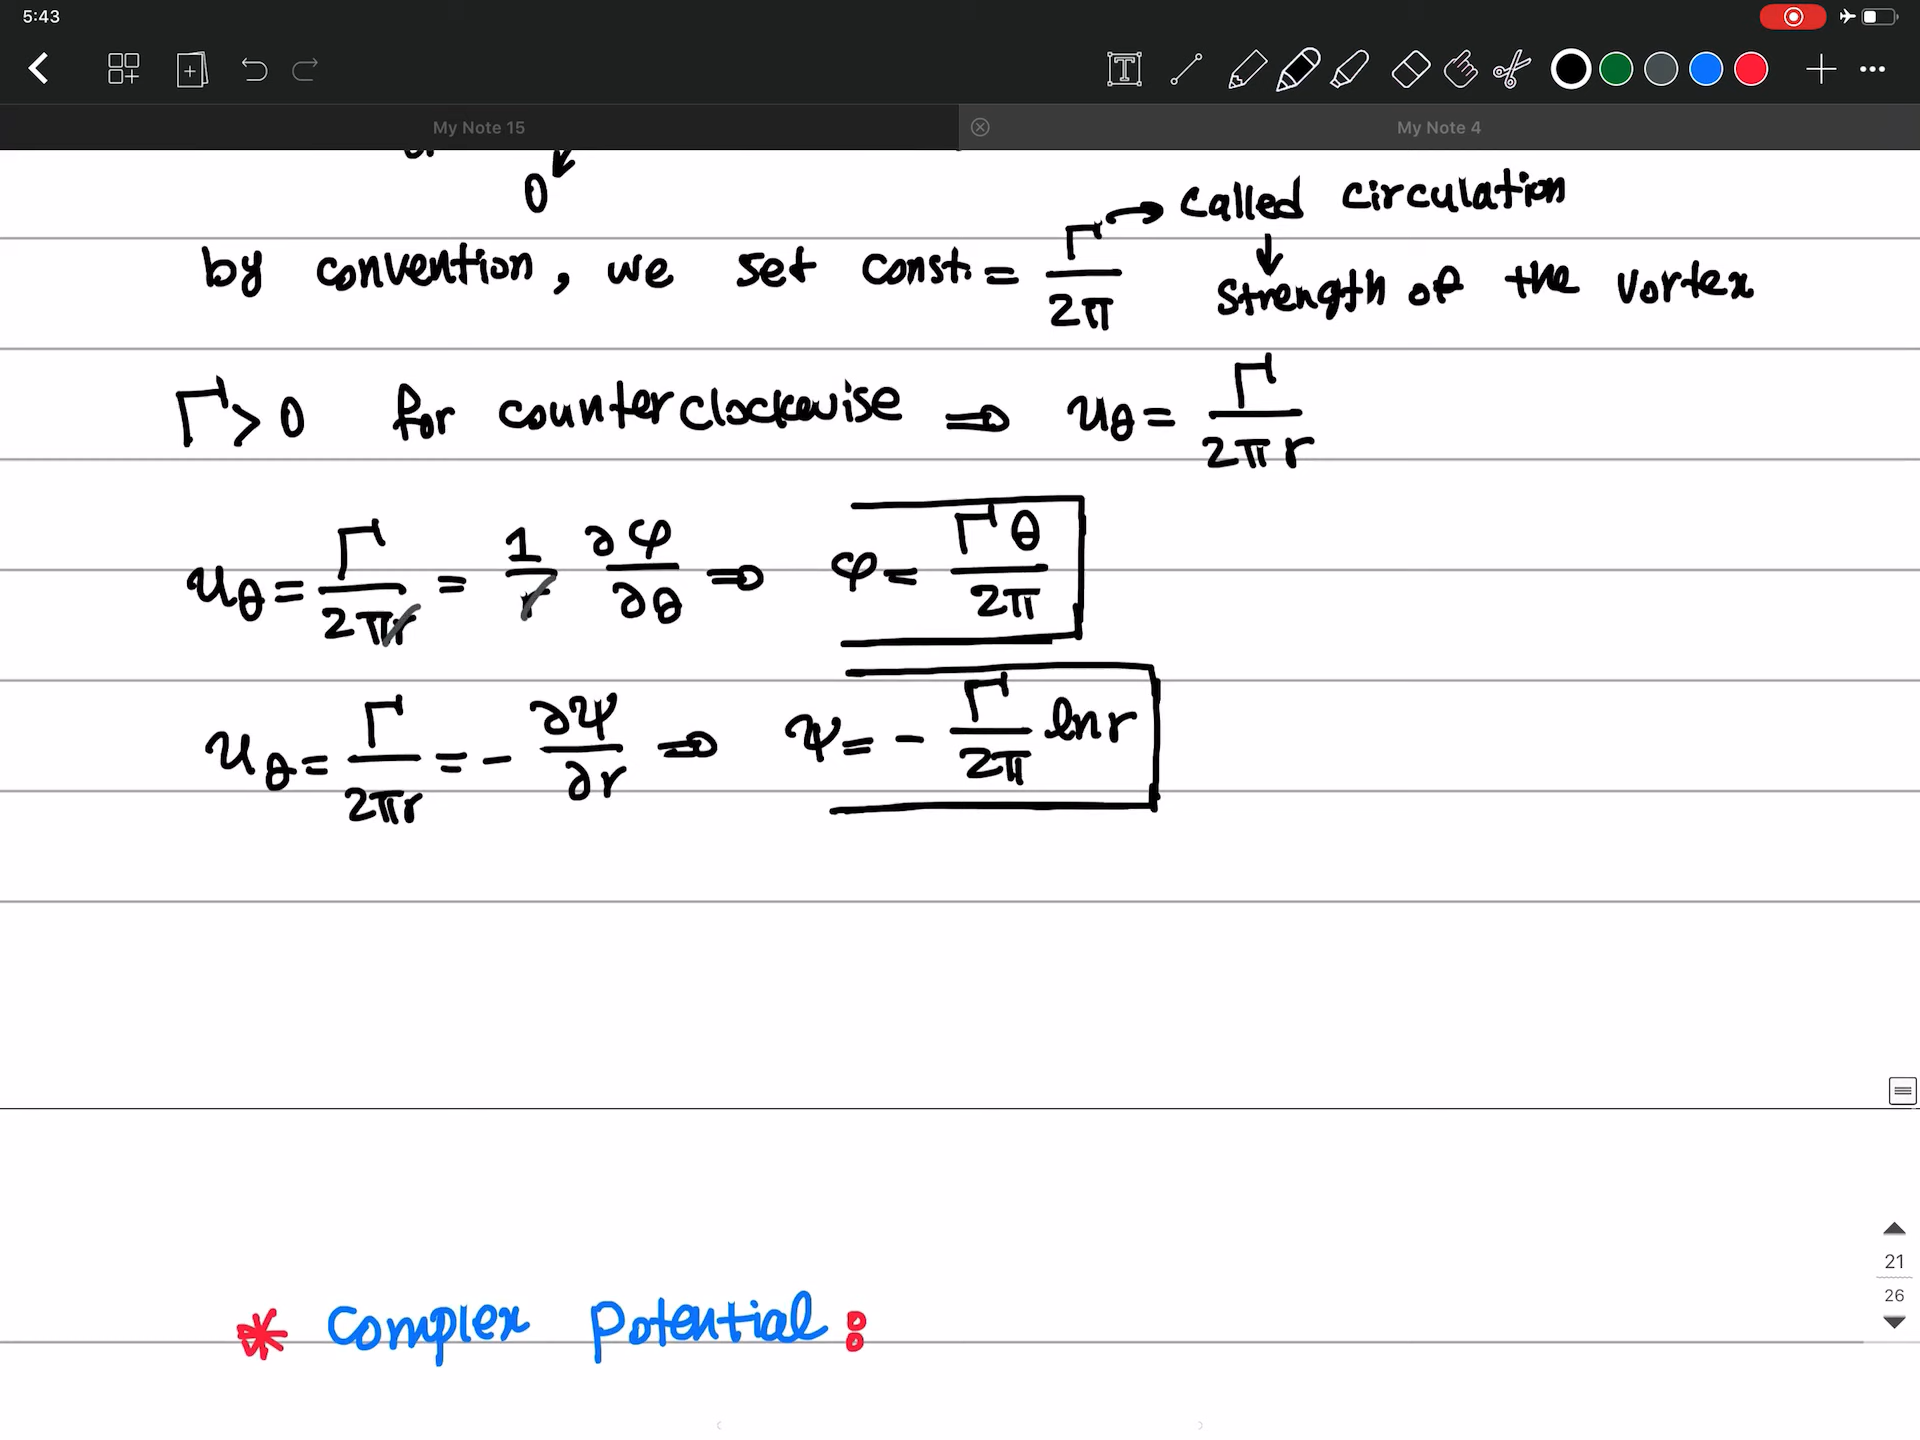 5:43
My Note 15
My Note 4
0
by convention, we set const. = Γ/2π → called circulation
↓
strength of the vortex
Γ > 0 for counterclockwise ⇒ uθ = Γ/2πr
uθ = Γ/2πr = 1/r ∂φ/∂θ ⇒ φ = Γθ/2π
uθ = Γ/2πr = - ∂ψ/∂r ⇒ ψ = - Γ/2π ln r
21
26
* Complex Potential :